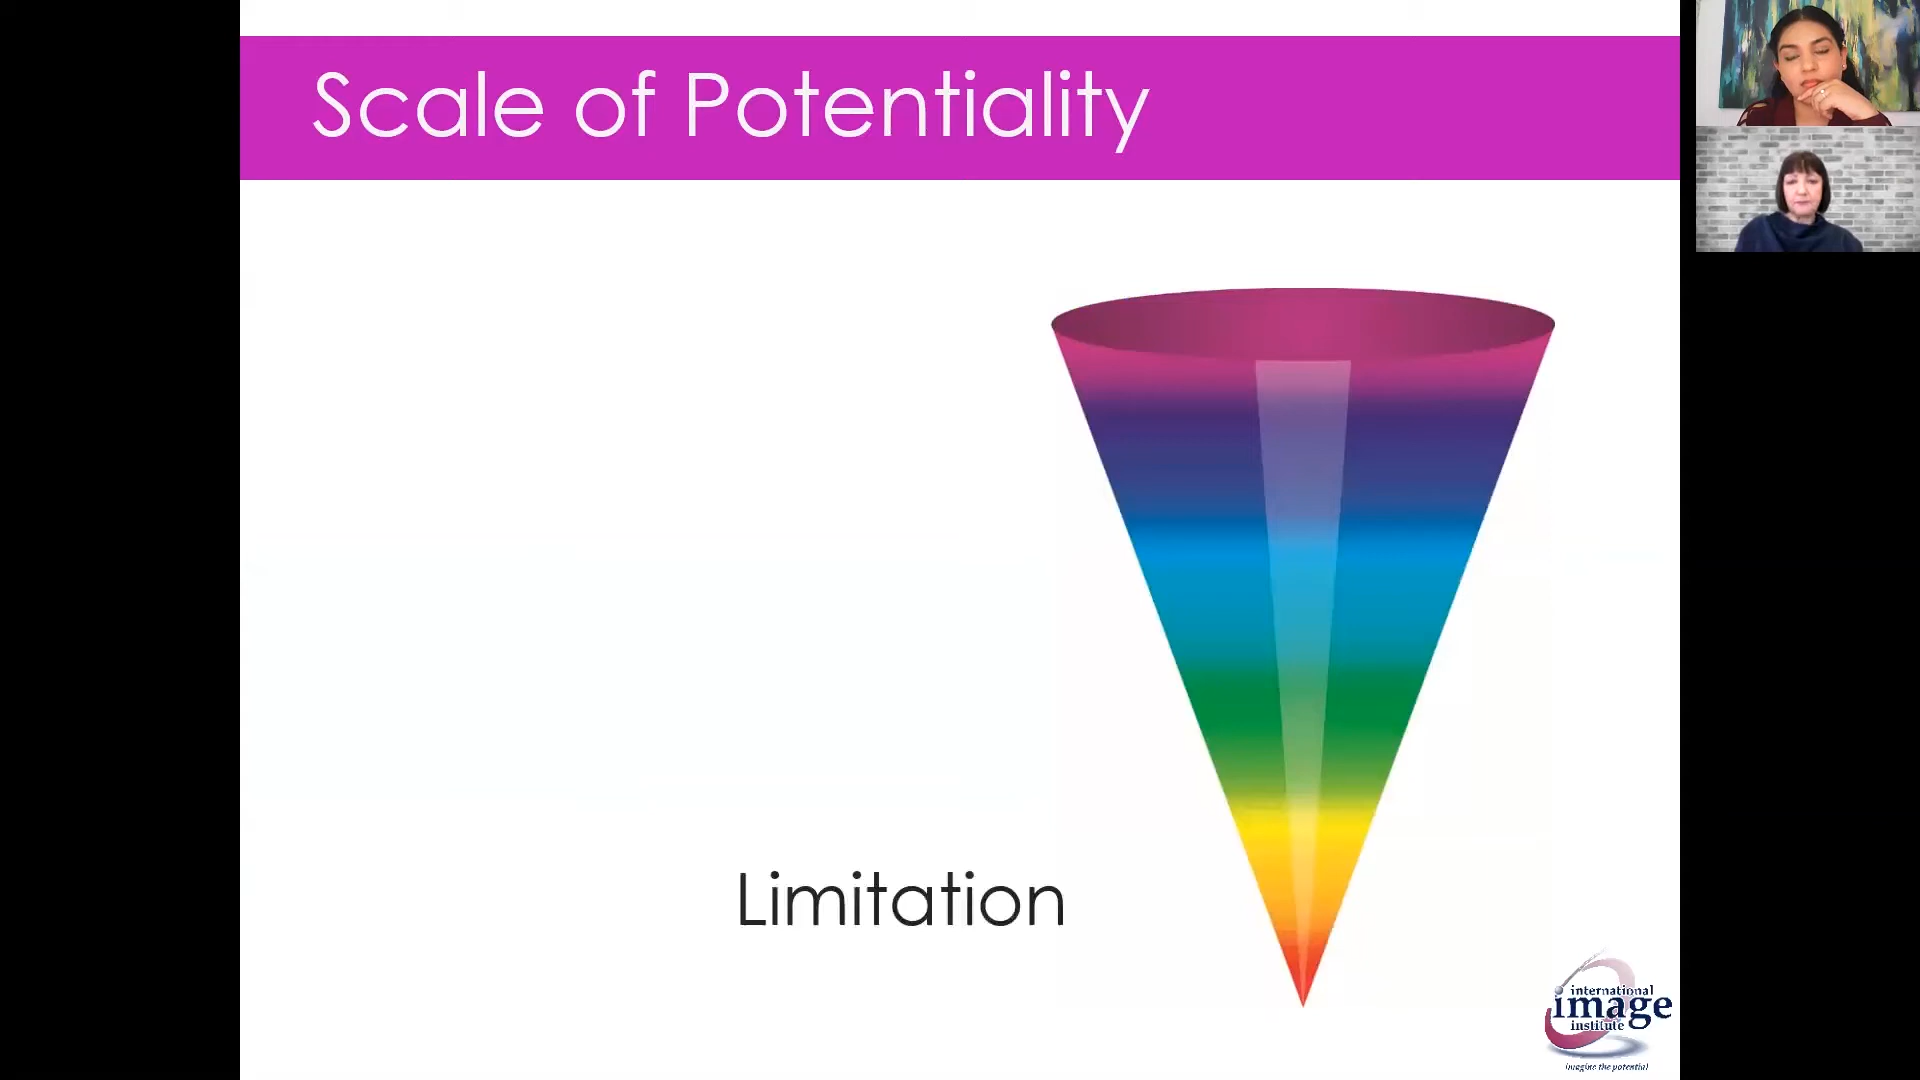 Scale of Potentiality
Limitation
international
image
institute
imagine the potential